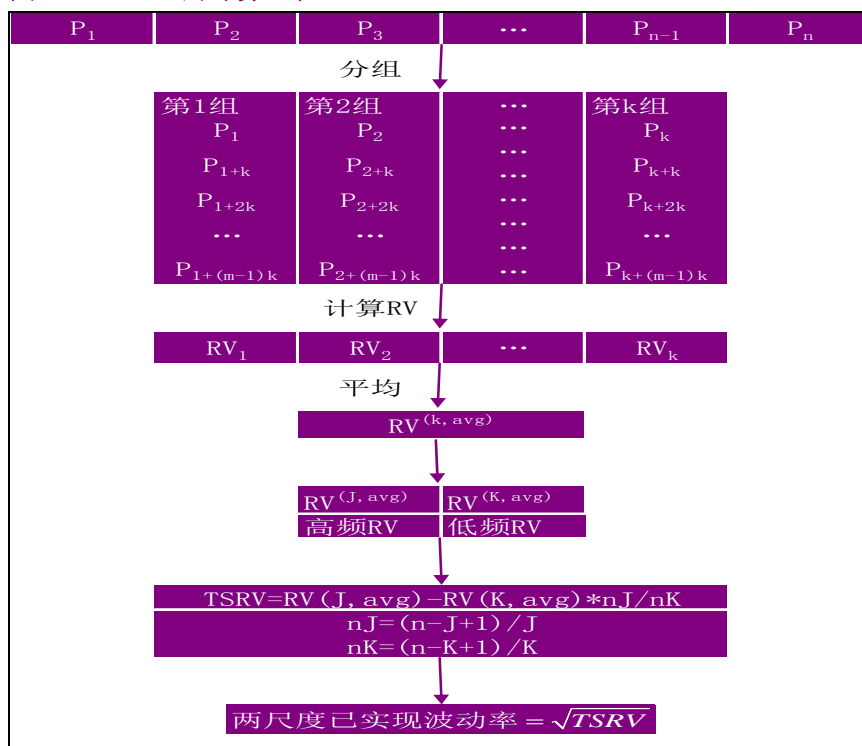 P₁ P₂ P₃ … Pₙ₋₁ Pₙ
分组
第1组 第2组 … 第k组
P₁ P₂ … Pₖ
…
P₁₊ₖ P₂₊ₖ … Pₖ₊ₖ
…
P₁₊₂ₖ P₂₊₂ₖ … Pₖ₊₂ₖ
… … … …
…
P₁₊₍ₘ₋₁₎ₖ P₂₊₍ₘ₋₁₎ₖ … Pₖ₊₍ₘ₋₁₎ₖ
计算RV
RV₁ RV₂ … RVₖ
平均
RV^(k,avg)
RV^(J,avg) RV^(K,avg)
高频RV 低频RV
TSRV=RV(J,avg)-RV(K,avg)*nJ/nK
nJ=(n-J+1)/J
nK=(n-K+1)/K
两尺度已实现波动率=√TSRV